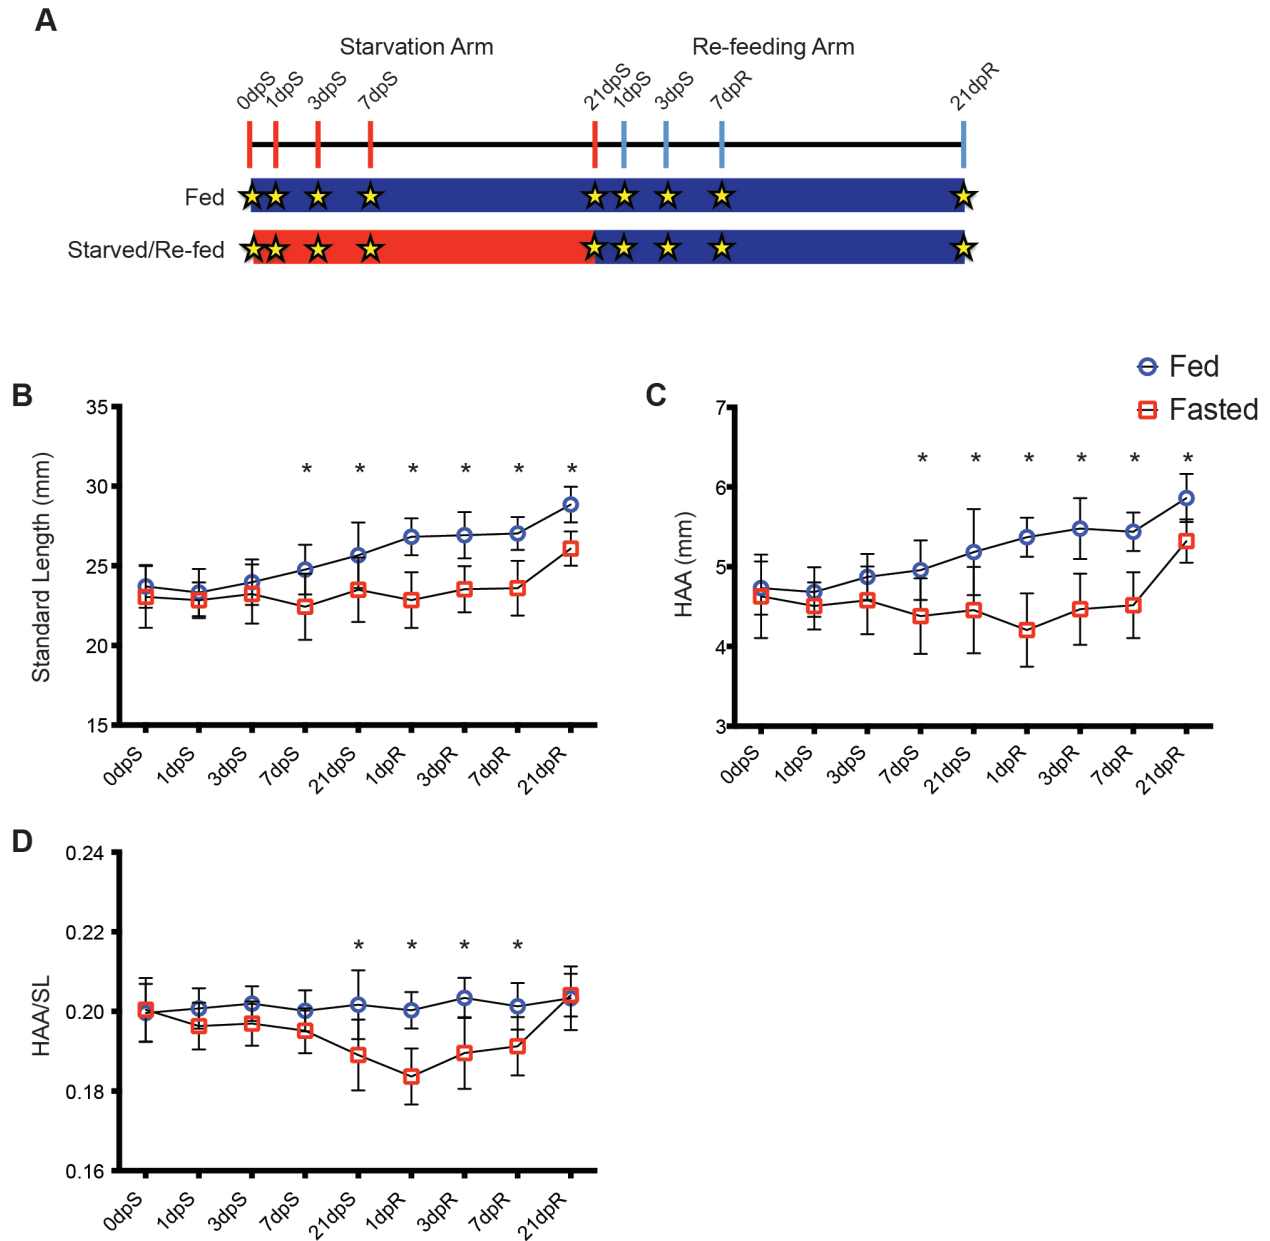 A
Starvation Arm
Re-feeding Arm
0dpS 1dpS 3dpS 7dpS 21dpS 1dpS 3dpS 7dpR 21dpR
Fed
Starved/Re-fed
Fed
Fasted
B
35
30
25
20
15
Standard Length (mm)
* * * * * *
0dpS 1dpS 3dpS 7dpS 21dpS 1dpR 3dpR 7dpR 21dpR
C
7
6
5
4
3
HAA (mm)
* * * * * *
0dpS 1dpS 3dpS 7dpS 21dpS 1dpR 3dpR 7dpR 21dpR
D
0.24
0.22
0.20
0.18
0.16
HAA/SL
* * * *
0dpS 1dpS 3dpS 7dpS 21dpS 1dpR 3dpR 7dpR 21dpR